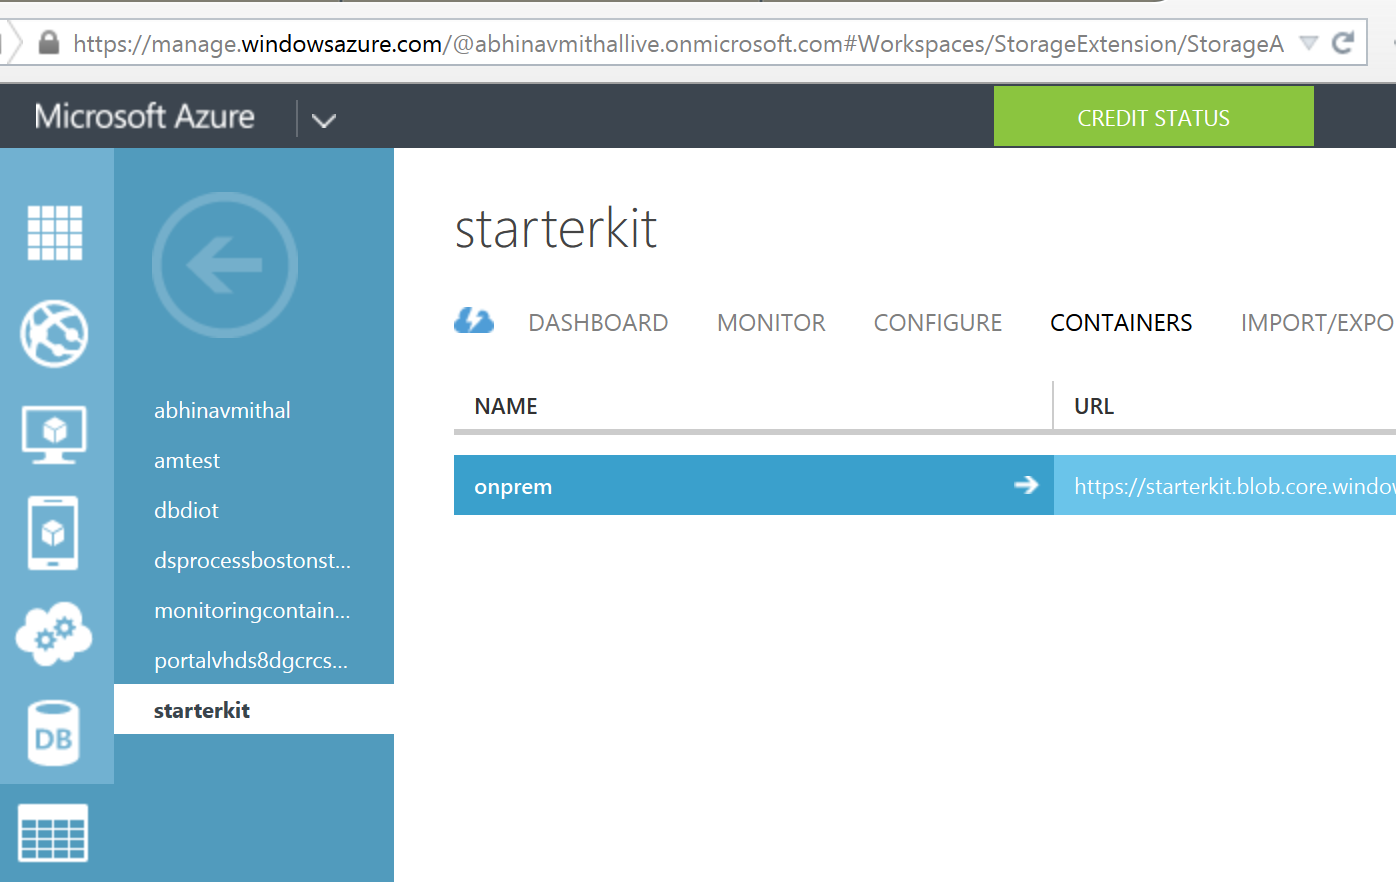 https://manage.windowsazure.com/@abhinavmithallive.onmicrosoft.com#Workspaces/StorageExtension/StorageA
Microsoft Azure
CREDIT STATUS
starterkit
DASHBOARD MONITOR CONFIGURE CONTAINERS IMPORT/EXPO
NAME URL
onprem https://starterkit.blob.core.windov
abhinavmithal
amtest
dbdiot
dsprocessbostonst...
monitoringcontain...
portalvhds8dgcrcs...
starterkit
DB